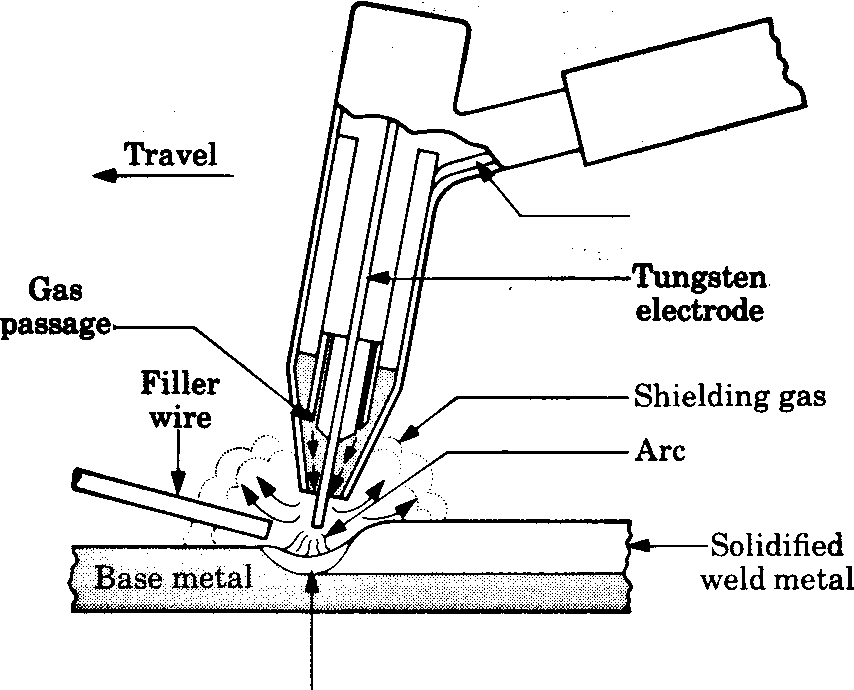 Travel
Tungsten
electrode
Gas
passage
Filler
wire
Shielding gas
Arc
Solidified
weld metal
Base metal